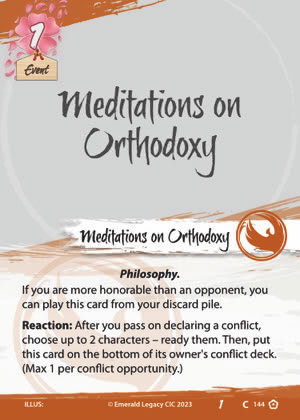 1
Event
Meditations on
Orthodoxy
Meditations on Orthodoxy
Philosophy.
If you are more honorable than an opponent, you
can play this card from your discard pile.
Reaction: After you pass on declaring a conflict,
choose up to 2 characters – ready them. Then, put
this card on the bottom of its owner's conflict deck.
(Max 1 per conflict opportunity.)
ILLUS: © Emerald Legacy CIC 2023 1 C 144